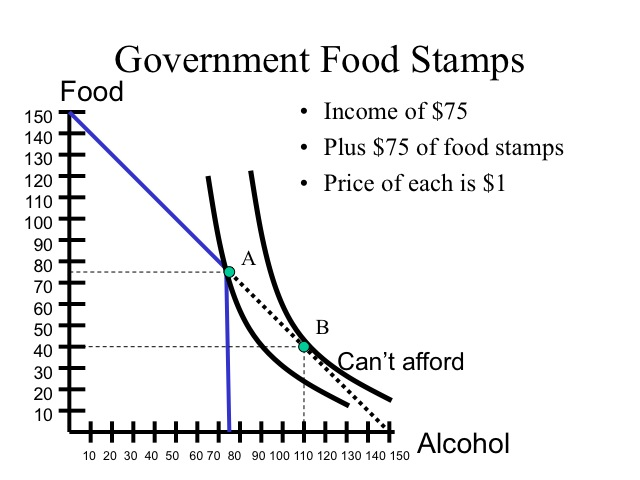 Government Food Stamps
Food
• Income of $75
• Plus $75 of food stamps
• Price of each is $1
150
140
130
120
110
100
90
80
70
60
50
40
30
20
10
A
B
Can't afford
10 20 30 40 50 60 70 80 90 100 110 120 130 140 150
Alcohol